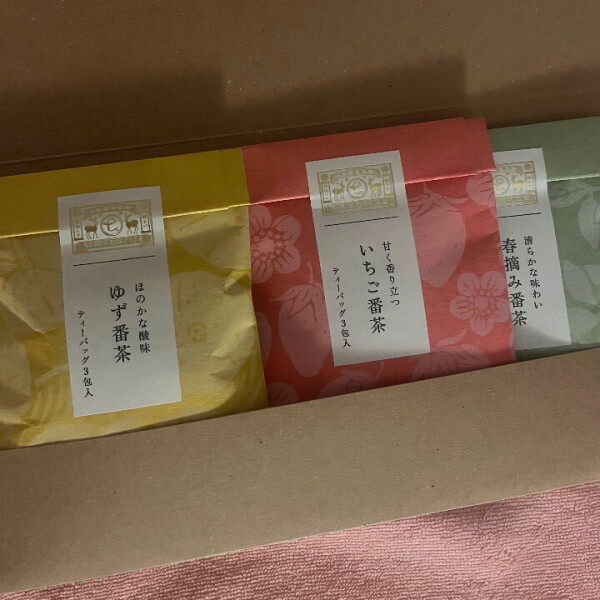 ほのかな酸味
ゆず番茶
ティーバッグ3包入
甘く香り立つ
いちご番茶
ティーバッグ3包入
清らかな味わい
春摘み番茶